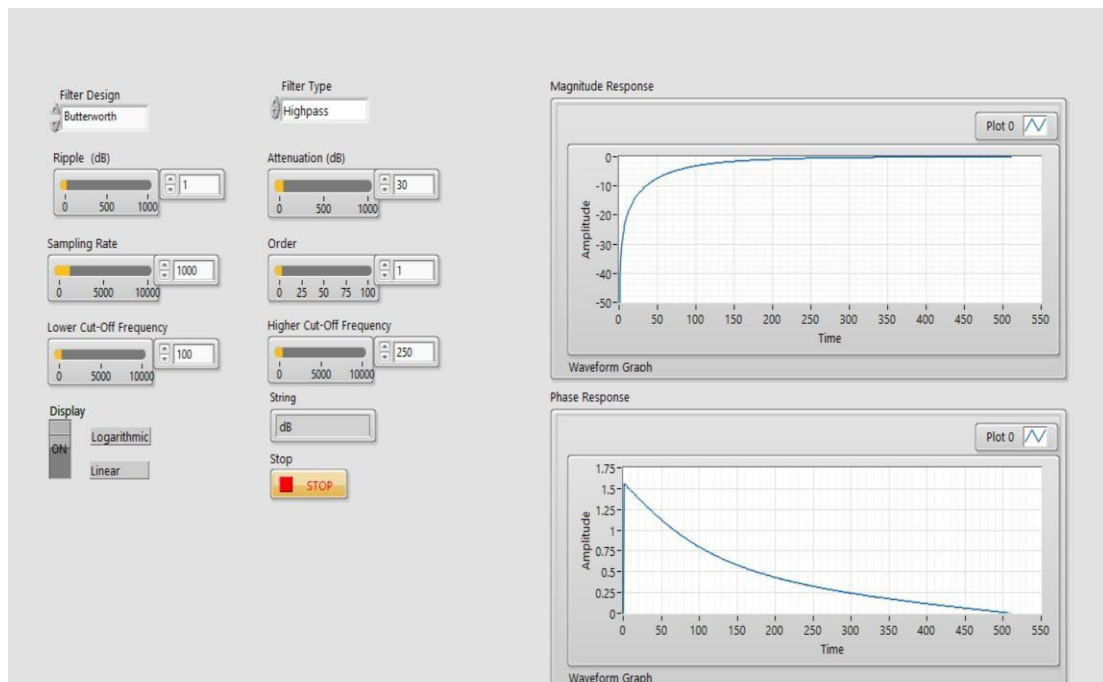 Filter Design
Butterworth
Filter Type
Highpass
Ripple (dB)
1
0 500 1000
Attenuation (dB)
30
0 500 1000
Sampling Rate
1000
0 5000 10000
Order
1
0 25 50 75 100
Lower Cut-Off Frequency
100
0 5000 10000
Higher Cut-Off Frequency
250
0 5000 10000
Display
ON
Logarithmic
Linear
String
dB
Stop
STOP
Magnitude Response
Plot 0
Amplitude
0-
-10-
-20-
-30-
-40-
-50-
0 50 100 150 200 250 300 350 400 450 500 550
Time
Waveform Graph
Phase Response
Plot 0
Amplitude
1.75-
1.5-
1.25-
1-
0.75-
0.5-
0.25-
0-
0 50 100 150 200 250 300 350 400 450 500 550
Time
Waveform Graph